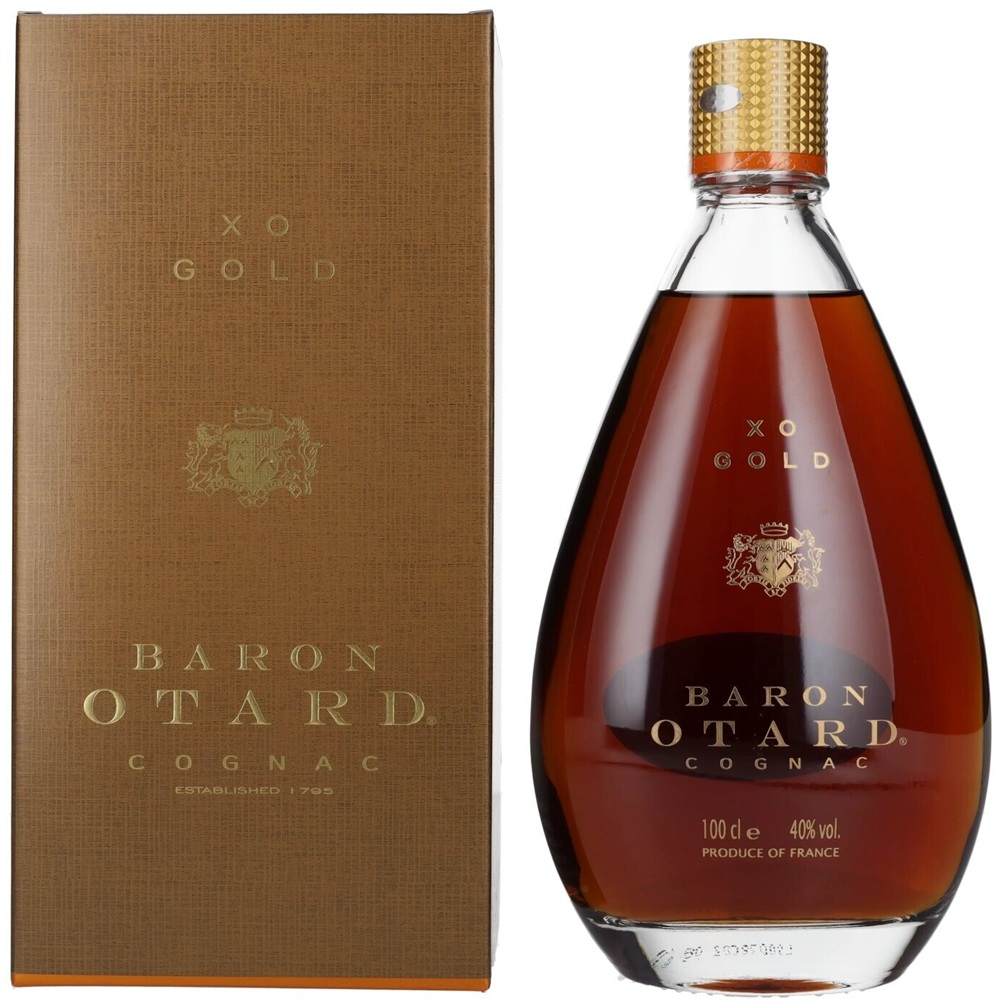 XO
GOLD
BARON
OTARD®
COGNAC
ESTABLISHED 1795
XO
GOLD
BARON
OTARD®
COGNAC
100 cl e 40% vol.
PRODUCE OF FRANCE